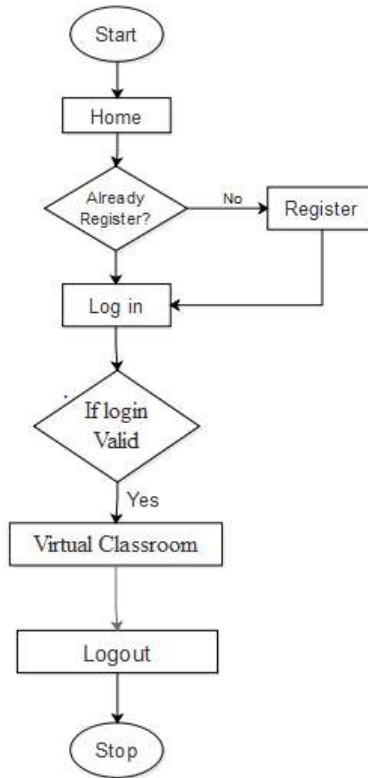 Start
Home
Already
Register?
No
Register
Log in
If login
Valid
Yes
Virtual Classroom
Logout
Stop